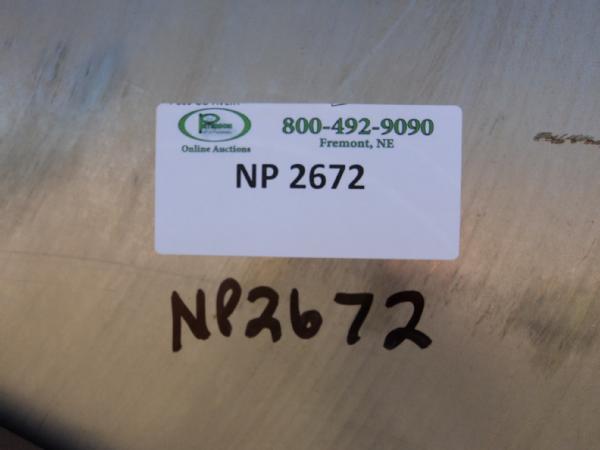 800-492-9090
Fremont, NE
Online Auctions
NP 2672
NP2672